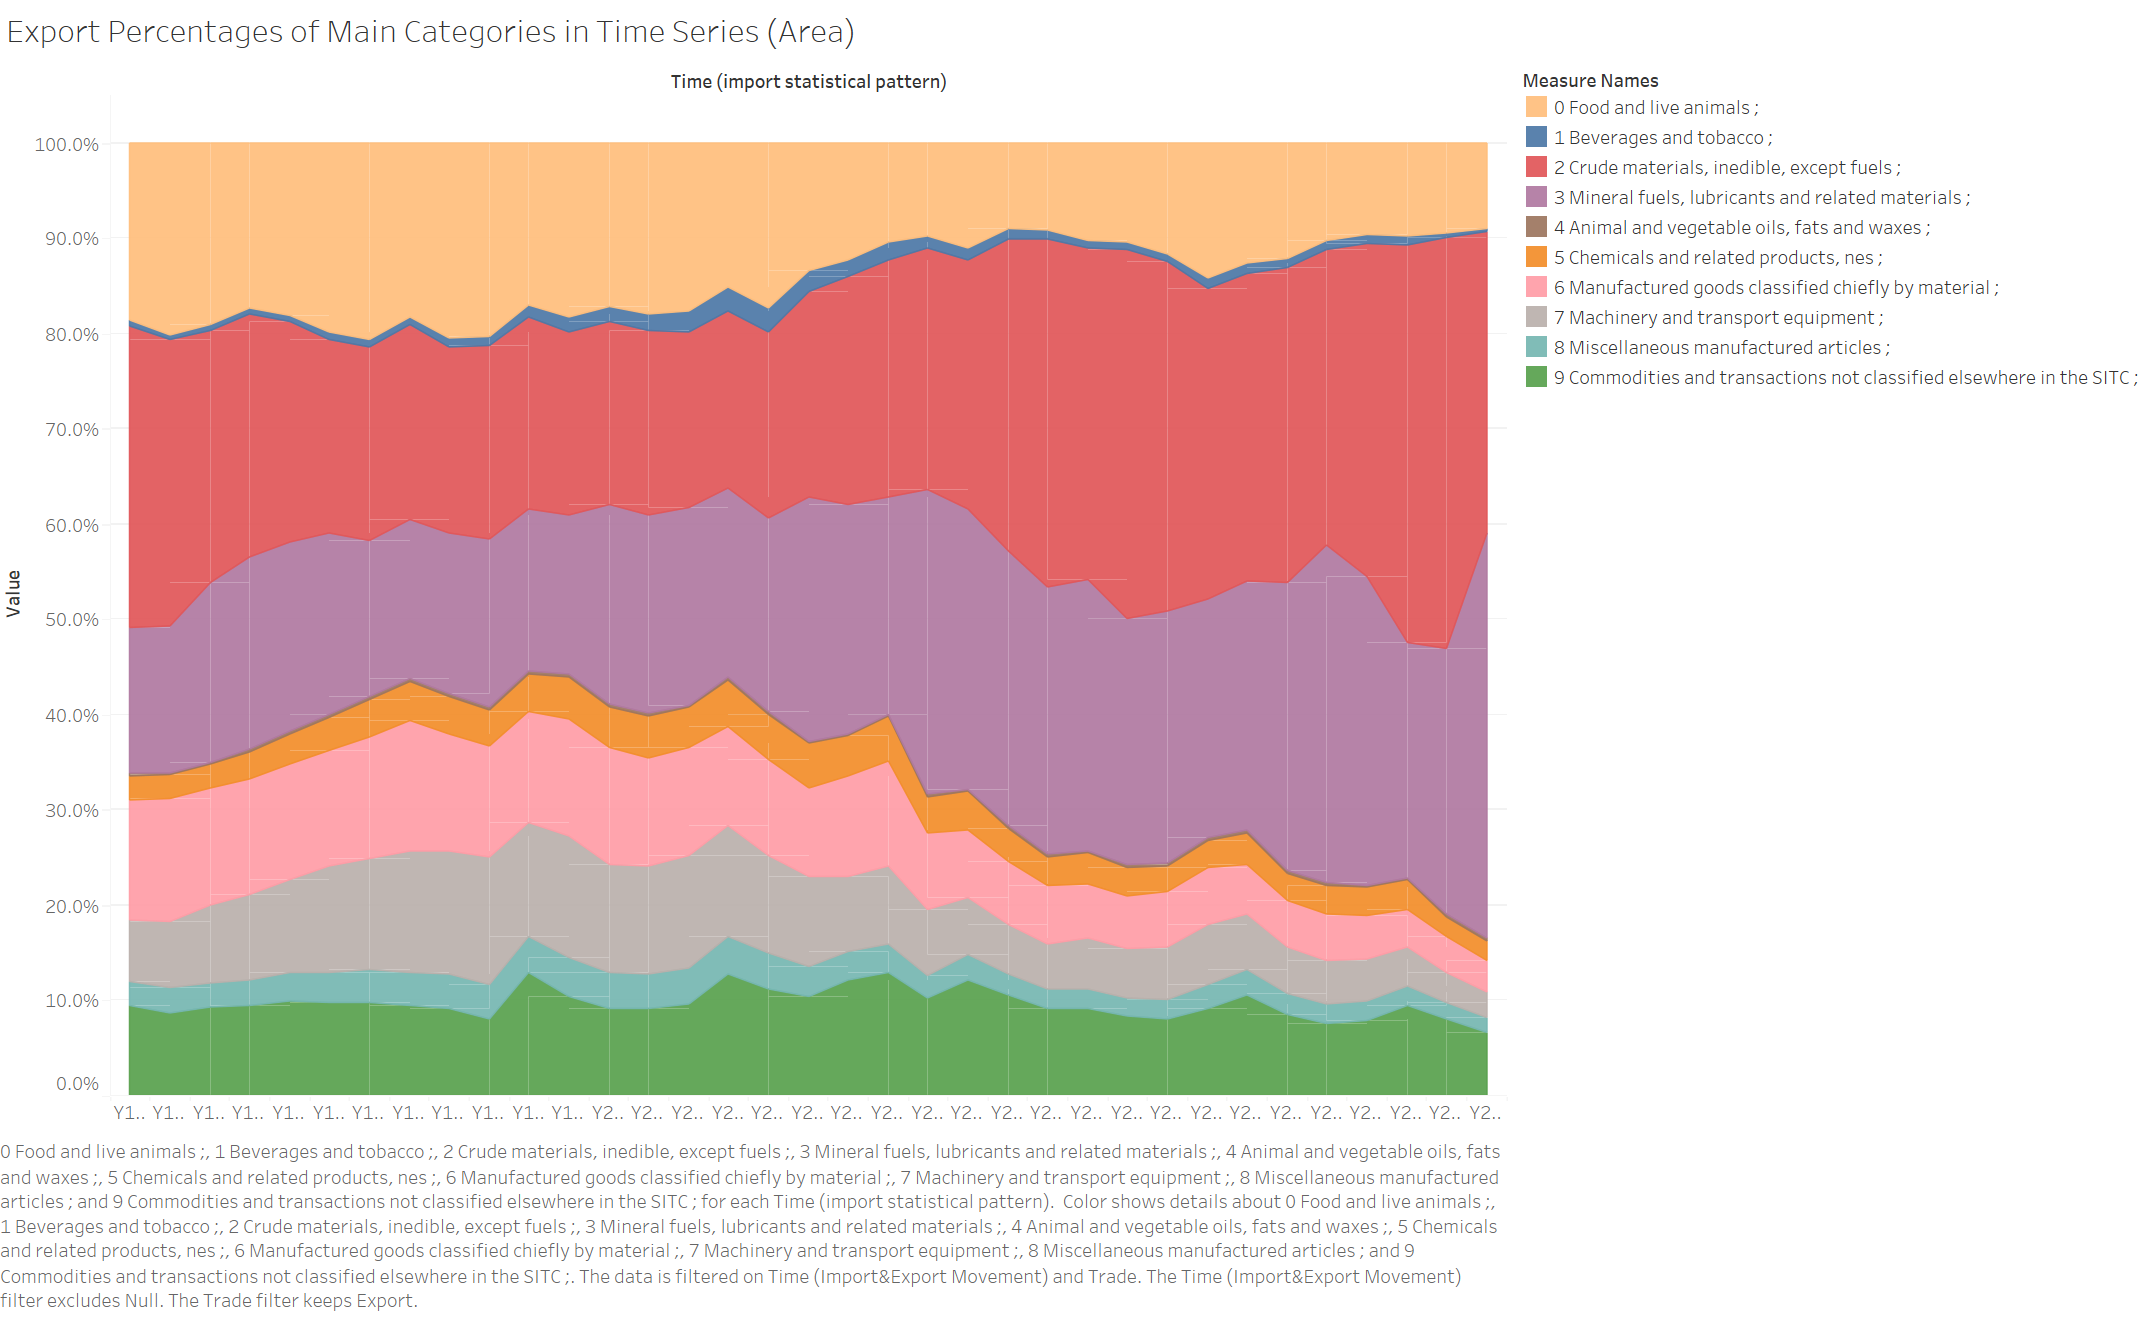 Export Percentages of Main Categories in Time Series (Area)
Time (import statistical pattern)
Measure Names
0 Food and live animals ;
1 Beverages and tobacco ;
2 Crude materials, inedible, except fuels ;
3 Mineral fuels, lubricants and related materials ;
4 Animal and vegetable oils, fats and waxes ;
5 Chemicals and related products, nes ;
6 Manufactured goods classified chiefly by material ;
7 Machinery and transport equipment ;
8 Miscellaneous manufactured articles ;
9 Commodities and transactions not classified elsewhere in the SITC ;
100.0%
90.0%
80.0%
70.0%
60.0%
50.0%
40.0%
30.0%
20.0%
10.0%
0.0%
Value
Y1.. Y1.. Y1.. Y1.. Y1.. Y1.. Y1.. Y1.. Y1.. Y1.. Y1.. Y1.. Y2.. Y2.. Y2.. Y2.. Y2.. Y2.. Y2.. Y2.. Y2.. Y2.. Y2.. Y2.. Y2.. Y2.. Y2.. Y2.. Y2.. Y2.. Y2.. Y2.. Y2.. Y2.. Y2..
0 Food and live animals ;, 1 Beverages and tobacco ;, 2 Crude materials, inedible, except fuels ;, 3 Mineral fuels, lubricants and related materials ;, 4 Animal and vegetable oils, fats
and waxes ;, 5 Chemicals and related products, nes ;, 6 Manufactured goods classified chiefly by material ;, 7 Machinery and transport equipment ;, 8 Miscellaneous manufactured
articles ; and 9 Commodities and transactions not classified elsewhere in the SITC ; for each Time (import statistical pattern).  Color shows details about 0 Food and live animals ;,
1 Beverages and tobacco ;, 2 Crude materials, inedible, except fuels ;, 3 Mineral fuels, lubricants and related materials ;, 4 Animal and vegetable oils, fats and waxes ;, 5 Chemicals
and related products, nes ;, 6 Manufactured goods classified chiefly by material ;, 7 Machinery and transport equipment ;, 8 Miscellaneous manufactured articles ; and 9
Commodities and transactions not classified elsewhere in the SITC ;. The data is filtered on Time (Import&Export Movement) and Trade. The Time (Import&Export Movement)
filter excludes Null. The Trade filter keeps Export.